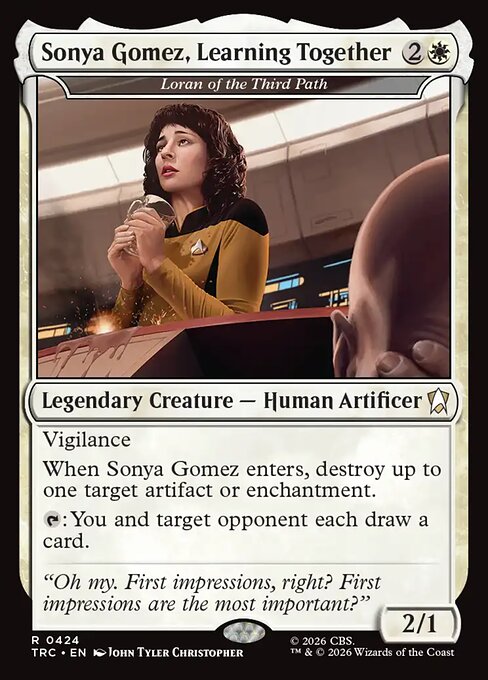 Sonya Gomez, Learning Together 2
Loran of the Third Path
Legendary Creature — Human Artificer
Vigilance
When Sonya Gomez enters, destroy up to
one target artifact or enchantment.
:You and target opponent each draw a
card.
“Oh my. First impressions, right? First
impressions are the most important?”
2/1
R 0424
TRC • EN John Tyler Christopher
© 2026 CBS.
™ & © 2026 Wizards of the Coast